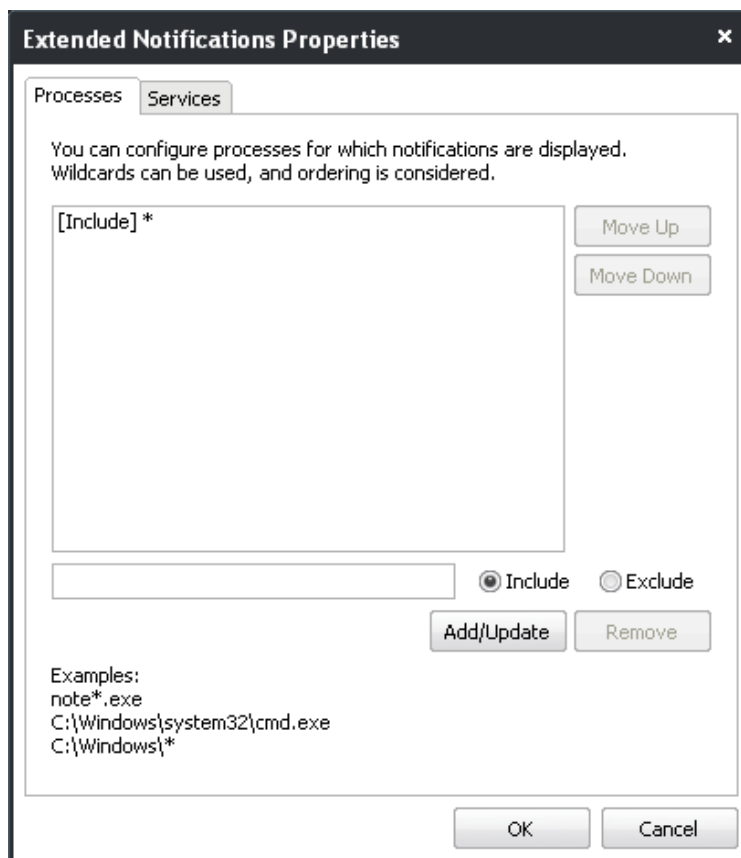 Extended Notifications Properties
Processes
Services
You can configure processes for which notifications are displayed.
Wildcards can be used, and ordering is considered.
[Include] *
Move Up
Move Down
Include
Exclude
Add/Update
Remove
Examples:
note*.exe
C:\Windows\system32\cmd.exe
C:\Windows\*
OK
Cancel